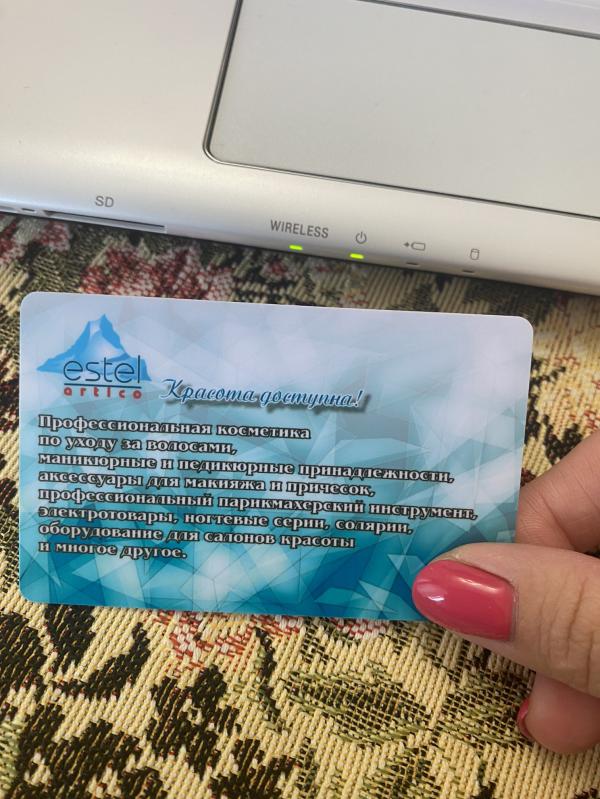 SD
WIRELESS
estel
artico
Красота доступна!
Профессиональная косметика
по уходу за волосами,
маникюрные и педикюрные принадлежности,
аксессуары для макияжа и причесок,
профессиональный парикмахерский инструмент,
электротовары, ногтевые серии, солярии,
оборудование для салонов красоты
и многое другое.